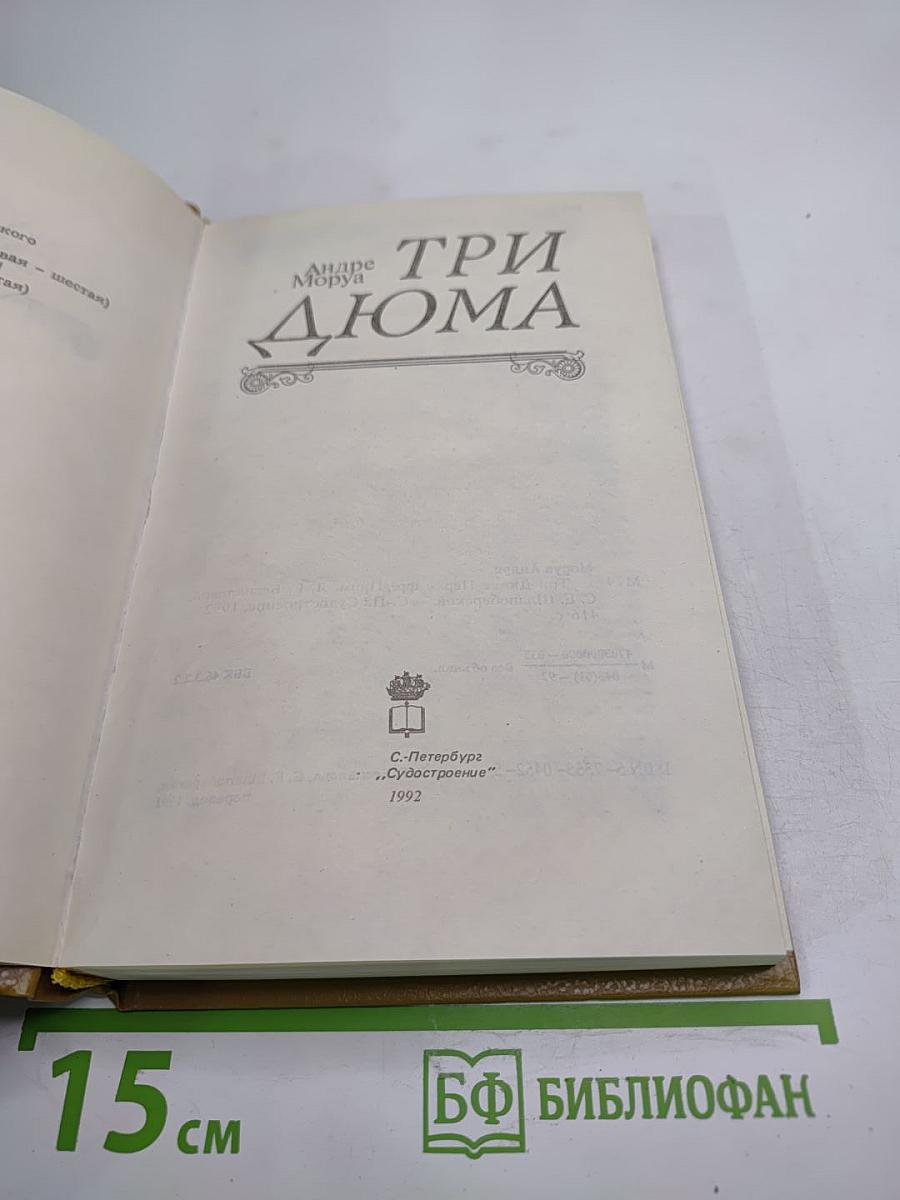 кого
вая – шестая)
тая)
Андре
Моруа
ТРИ
ДЮМА
С.-Петербург
„Судостроение”
1992
15 см
БФ БИБЛИОФАН